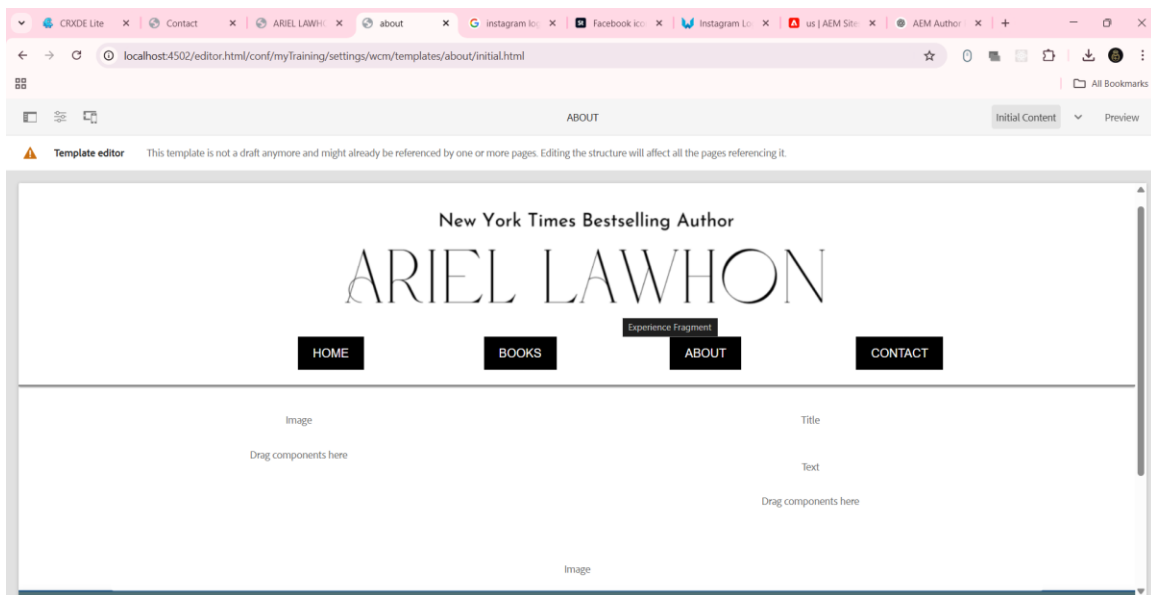 CRXDE Lite
Contact
ARIEL LAWH
about
instagram log
Facebook ico
Instagram Lo
us | AEM Site
AEM Author
localhost:4502/editor.html/conf/myTraining/settings/wcm/templates/about/initial.html
All Bookmarks
ABOUT
Initial Content
Preview
Template editor This template is not a draft anymore and might already be referenced by one or more pages. Editing the structure will affect all the pages referencing it.
New York Times Bestselling Author
ARIEL LAWHON
Experience Fragment
HOME BOOKS ABOUT CONTACT
Image Title
Drag components here
Text
Drag components here
Image